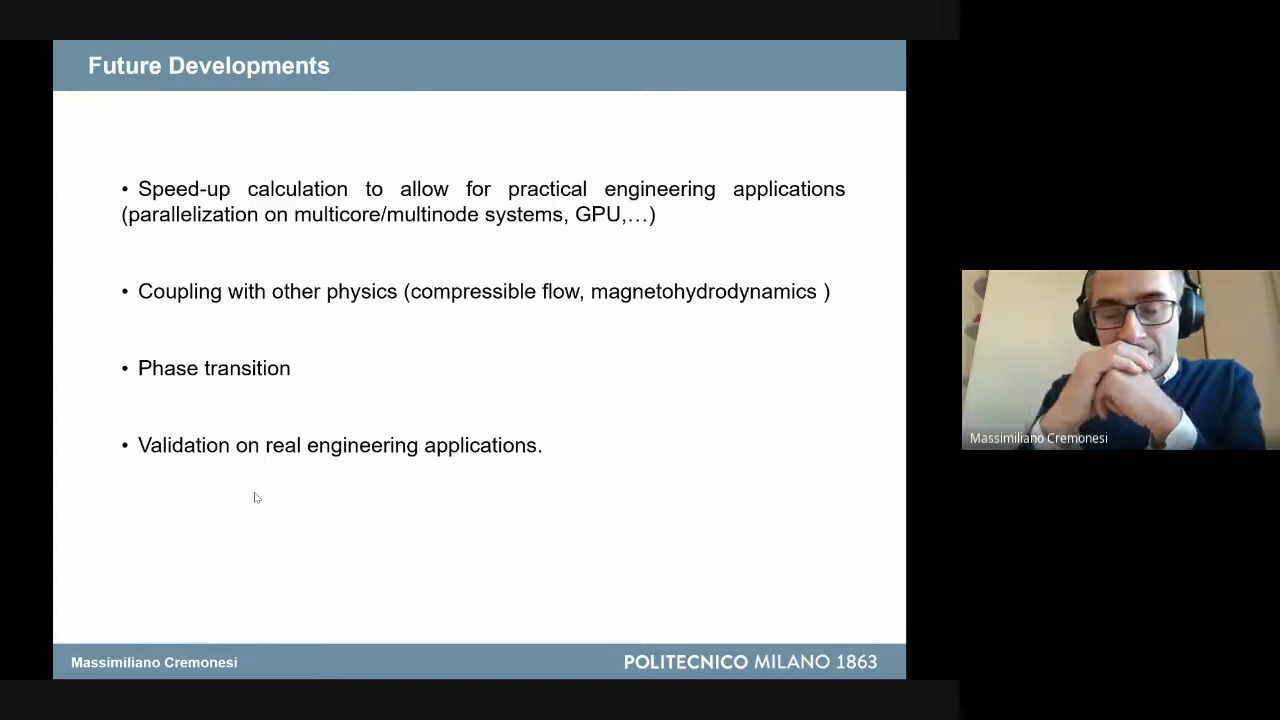 Future Developments
• Speed-up calculation to allow for practical engineering applications
(parallelization on multicore/multinode systems, GPU,…)
• Coupling with other physics (compressible flow, magnetohydrodynamics )
• Phase transition
• Validation on real engineering applications.
Massimiliano Cremonesi
Massimiliano Cremonesi
POLITECNICO MILANO 1863